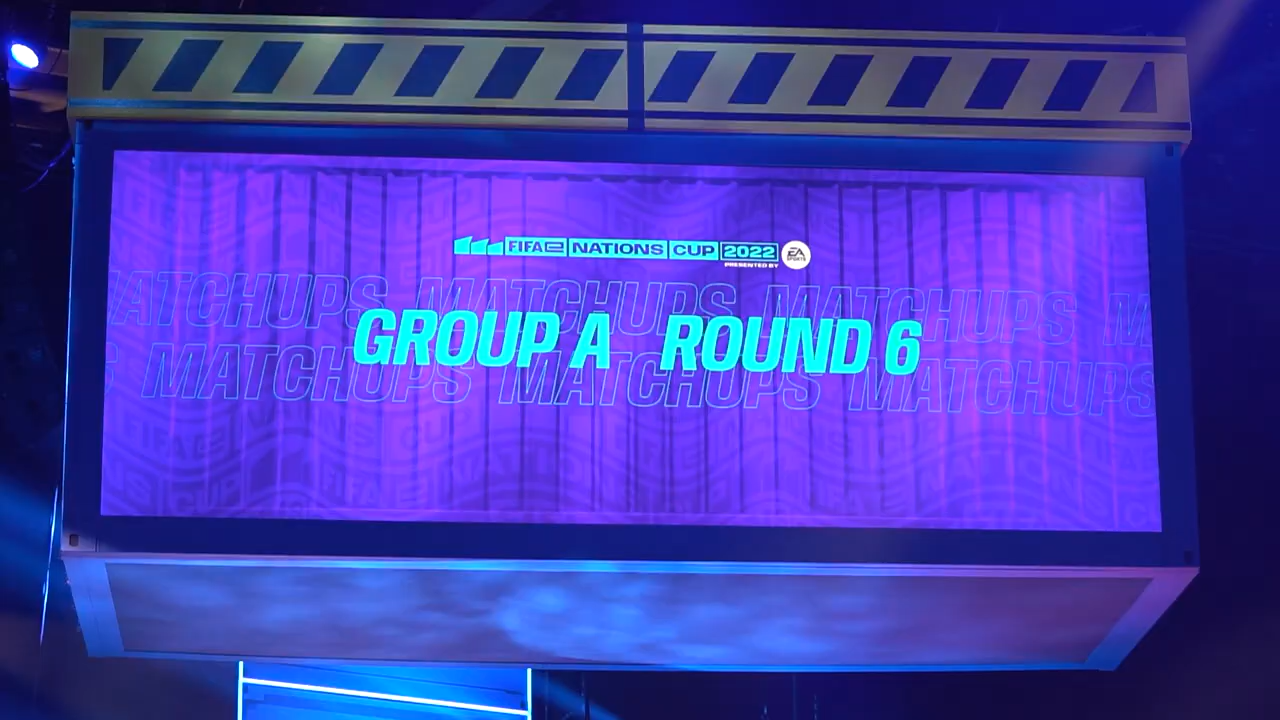 FIFAe NATIONS CUP 2022 EA SPORTS
PRESENTED BY
MATCHUPS MATCHUPS MATCHUPS
GROUP A ROUND 6
MATCHUPS MATCHUPS MATCHUPS